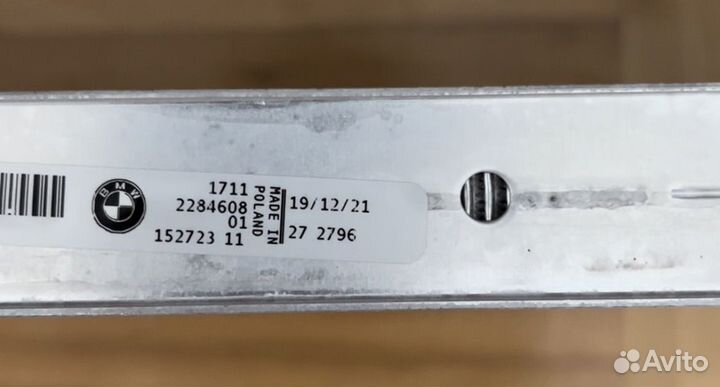 BMW
1711
2284608
01
152723 11
MADE IN
POLAND
19/12/21
27 2796
Avito